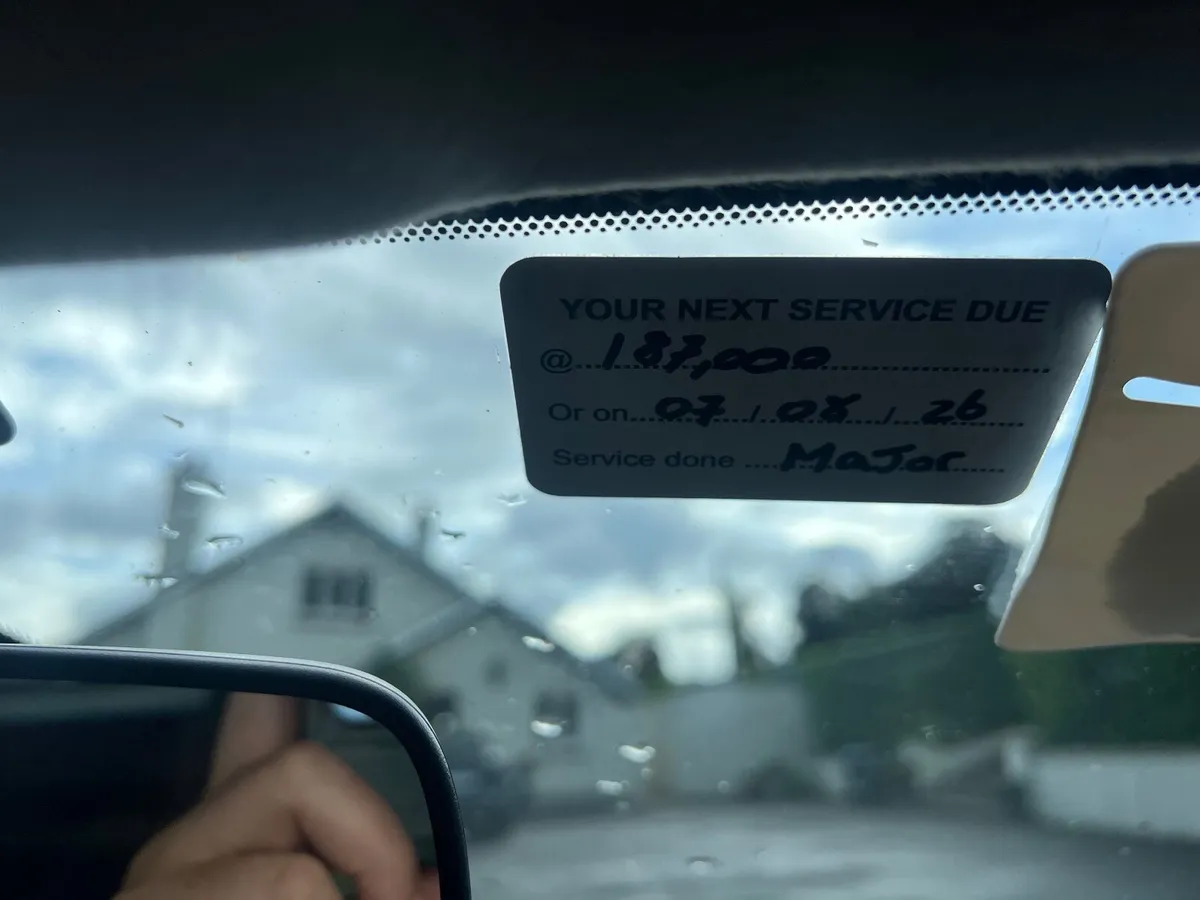 YOUR NEXT SERVICE DUE
@ 187,000
Or on 07 / 08 / 26
Service done Major